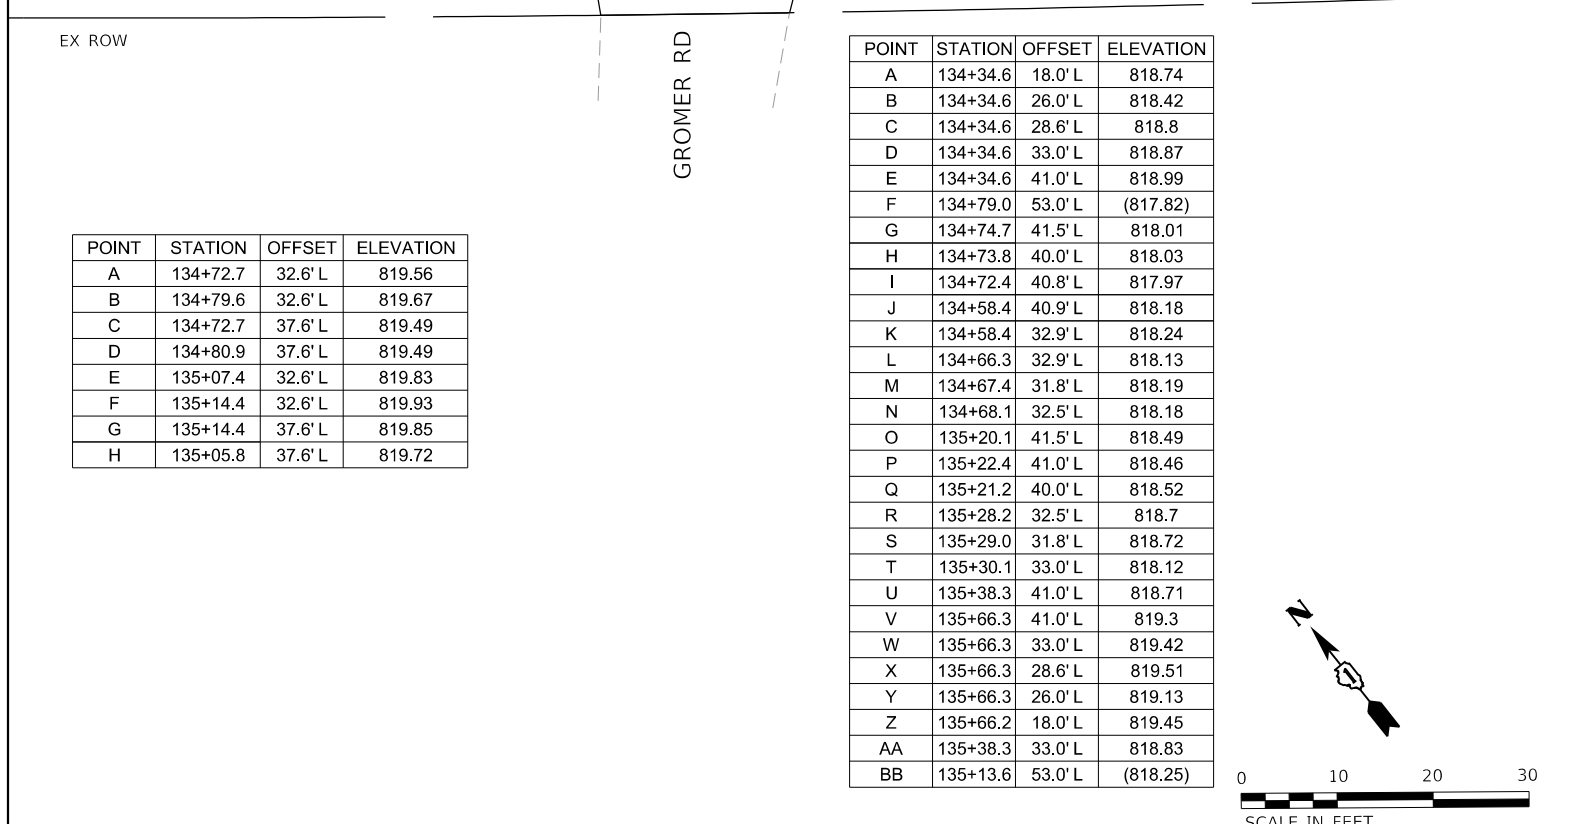 EX ROW
GROMER RD
POINT STATION OFFSET ELEVATION
A 134+72.7 32.6' L 819.56
B 134+79.6 32.6' L 819.67
C 134+72.7 37.6' L 819.49
D 134+80.9 37.6' L 819.49
E 135+07.4 32.6' L 819.83
F 135+14.4 32.6' L 819.93
G 135+14.4 37.6' L 819.85
H 135+05.8 37.6' L 819.72
POINT STATION OFFSET ELEVATION
A 134+34.6 18.0' L 818.74
B 134+34.6 26.0' L 818.42
C 134+34.6 28.6' L 818.8
D 134+34.6 33.0' L 818.87
E 134+34.6 41.0' L 818.99
F 134+79.0 53.0' L (817.82)
G 134+74.7 41.5' L 818.01
H 134+73.8 40.0' L 818.03
I 134+72.4 40.8' L 817.97
J 134+58.4 40.9' L 818.18
K 134+58.4 32.9' L 818.24
L 134+66.3 32.9' L 818.13
M 134+67.4 31.8' L 818.19
N 134+68.1 32.5' L 818.18
O 135+20.1 41.5' L 818.49
P 135+22.4 41.0' L 818.46
Q 135+21.2 40.0' L 818.52
R 135+28.2 32.5' L 818.7
S 135+29.0 31.8' L 818.72
T 135+30.1 33.0' L 818.12
U 135+38.3 41.0' L 818.71
V 135+66.3 41.0' L 819.3
W 135+66.3 33.0' L 819.42
X 135+66.3 28.6' L 819.51
Y 135+66.3 26.0' L 819.13
Z 135+66.2 18.0' L 819.45
AA 135+38.3 33.0' L 818.83
BB 135+13.6 53.0' L (818.25)
N
0 10 20 30
SCALE IN FEET